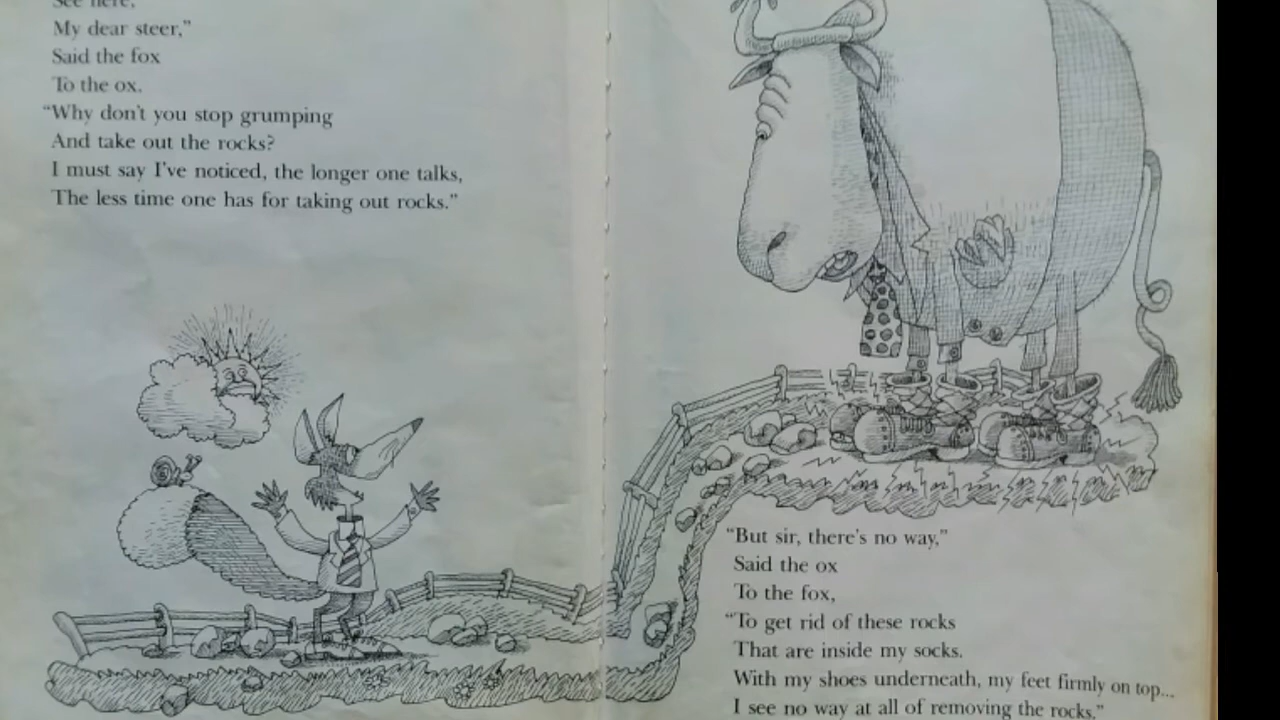 See here,
My dear steer,”
Said the fox
To the ox.
“Why don't you stop grumping
And take out the rocks?
I must say I've noticed, the longer one talks,
The less time one has for taking out rocks.”
“But sir, there's no way,”
Said the ox
To the fox,
“To get rid of these rocks
That are inside my socks.
With my shoes underneath, my feet firmly on top...
I see no way at all of removing the rocks.”